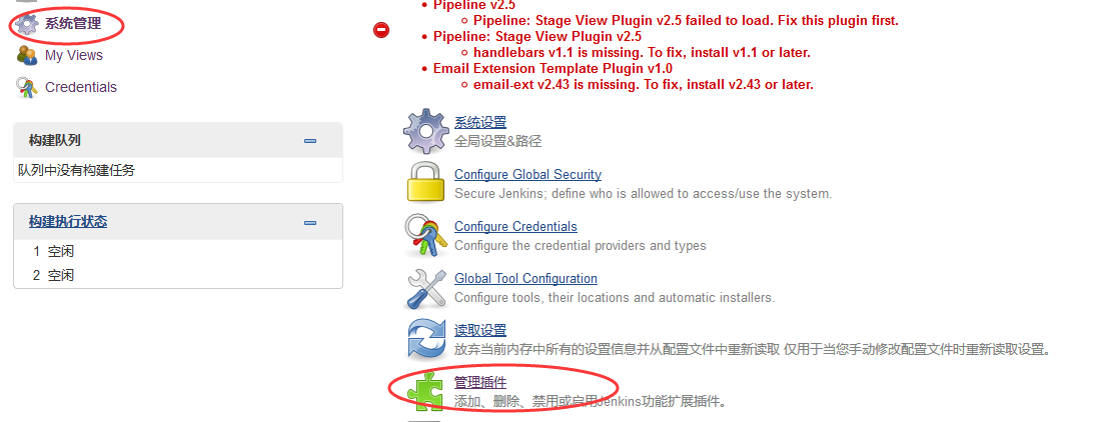 系统管理
My Views
Credentials
构建队列
队列中没有构建任务
构建执行状态
1 空闲
2 空闲
Pipeline v2.5
Pipeline: Stage View Plugin v2.5 failed to load. Fix this plugin first.
Pipeline: Stage View Plugin v2.5
handlebars v1.1 is missing. To fix, install v1.1 or later.
Email Extension Template Plugin v1.0
email-ext v2.43 is missing. To fix, install v2.43 or later.
系统设置
全局设置&路径
Configure Global Security
Secure Jenkins; define who is allowed to access/use the system.
Configure Credentials
Configure the credential providers and types
Global Tool Configuration
Configure tools, their locations and automatic installers.
读取设置
放弃当前内存中所有的设置信息并从配置文件中重新读取 仅用于当您手动修改配置文件时重新读取设置。
管理插件
添加、删除、禁用或启用Jenkins功能扩展插件。